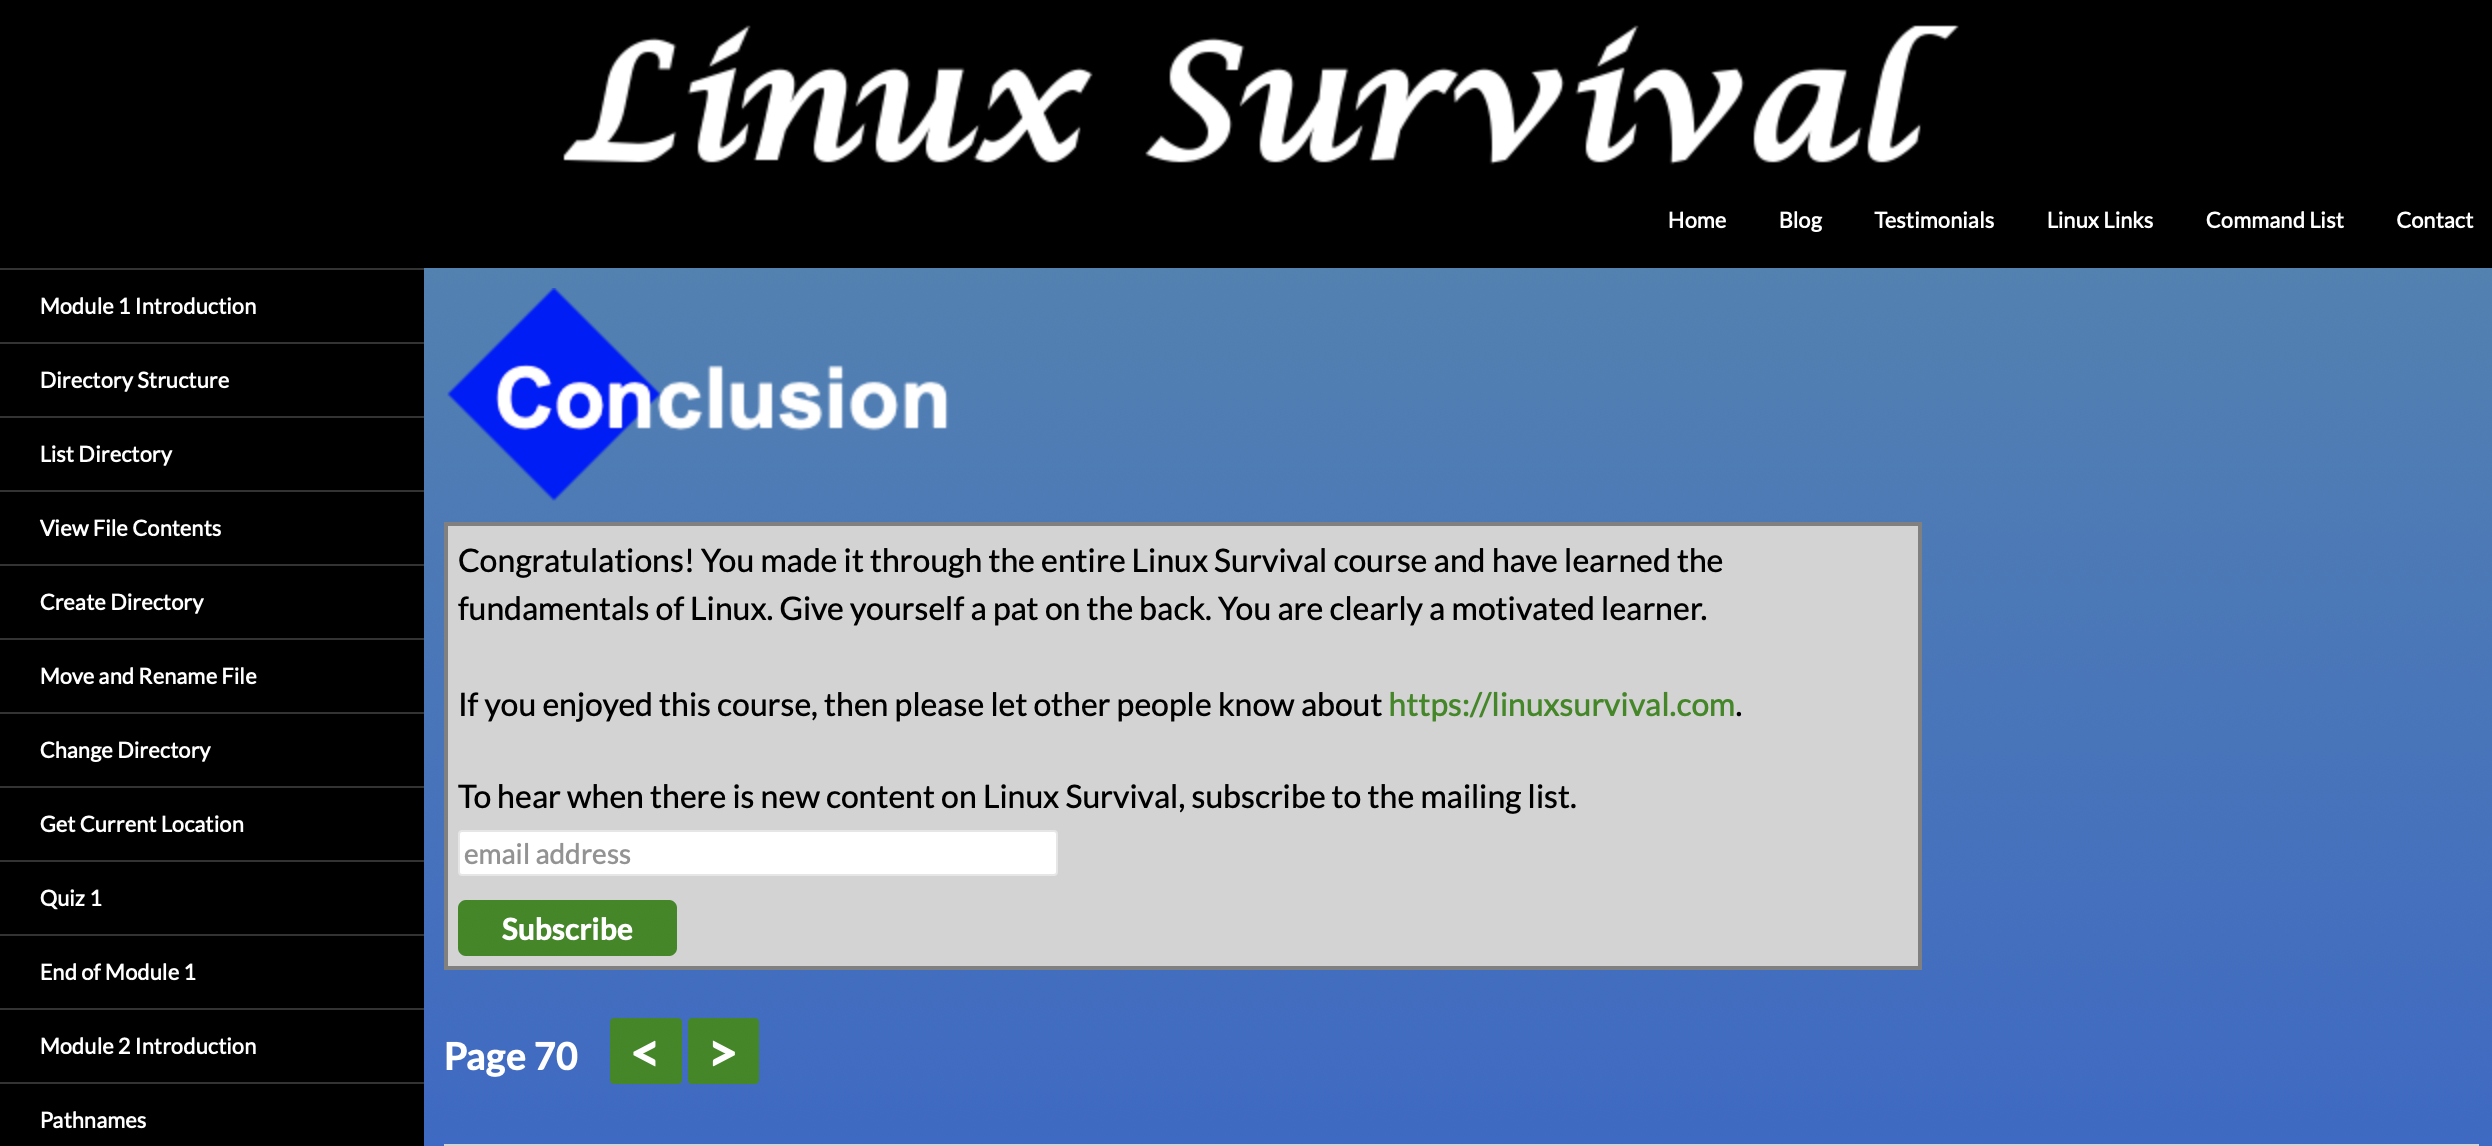 Linux Survival
Home
Blog
Testimonials
Linux Links
Command List
Contact
Module 1 Introduction
Directory Structure
List Directory
View File Contents
Create Directory
Move and Rename File
Change Directory
Get Current Location
Quiz 1
End of Module 1
Module 2 Introduction
Pathnames
Conclusion
Congratulations! You made it through the entire Linux Survival course and have learned the
fundamentals of Linux. Give yourself a pat on the back. You are clearly a motivated learner.
If you enjoyed this course, then please let other people know about https://linuxsurvival.com.
To hear when there is new content on Linux Survival, subscribe to the mailing list.
email address
Subscribe
Page 70 < >